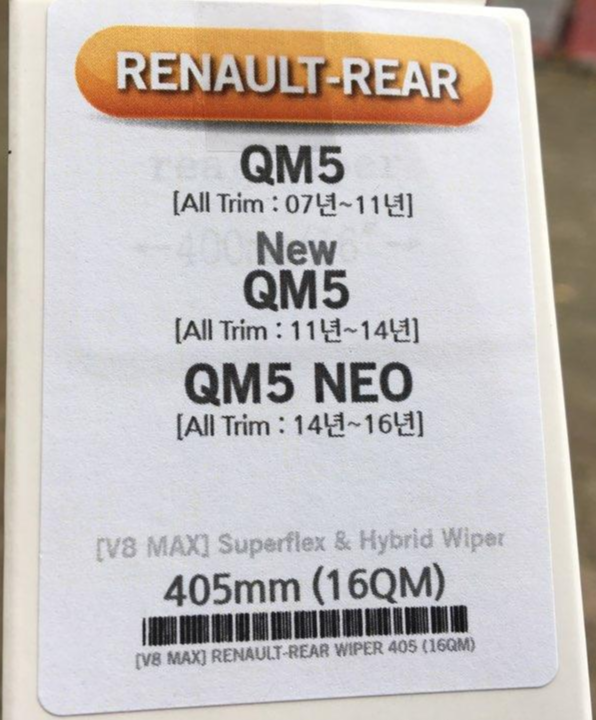 RENAULT-REAR
QM5
[All Trim : 07년~11년]
New
QM5
[All Trim : 11년~14년]
QM5 NEO
[All Trim : 14년~16년]
[V8 MAX] Superflex & Hybrid Wiper
405mm (16QM)
[V8 MAX] RENAULT-REAR WIPER 405 (16QM)